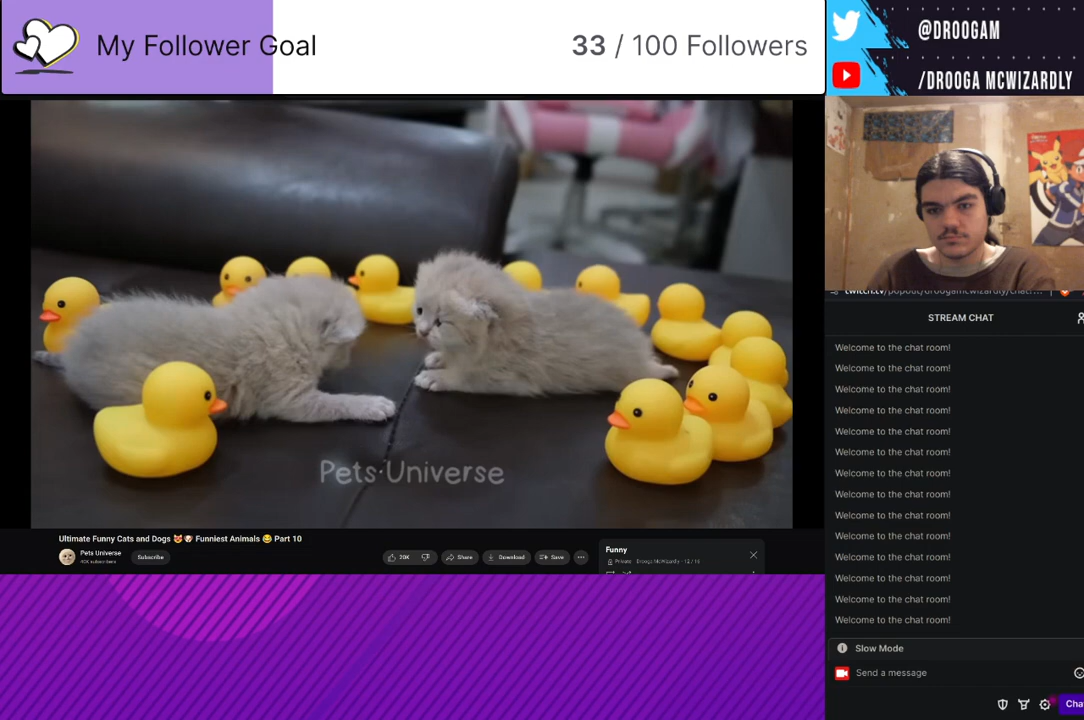 My Follower Goal
33 / 100 Followers
@DROOGAM
/DROOGA MCWIZARDLY
Pets Universe
Ultimate Funny Cats and Dogs 😻🐶 Funniest Animals 😂 Part 10
Pets Universe
Subscribe
20K
Share
Download
Save
Funny
Private
STREAM CHAT
Welcome to the chat room!
Welcome to the chat room!
Welcome to the chat room!
Welcome to the chat room!
Welcome to the chat room!
Welcome to the chat room!
Welcome to the chat room!
Welcome to the chat room!
Welcome to the chat room!
Welcome to the chat room!
Welcome to the chat room!
Welcome to the chat room!
Welcome to the chat room!
Welcome to the chat room!
Slow Mode
Send a message
Cha